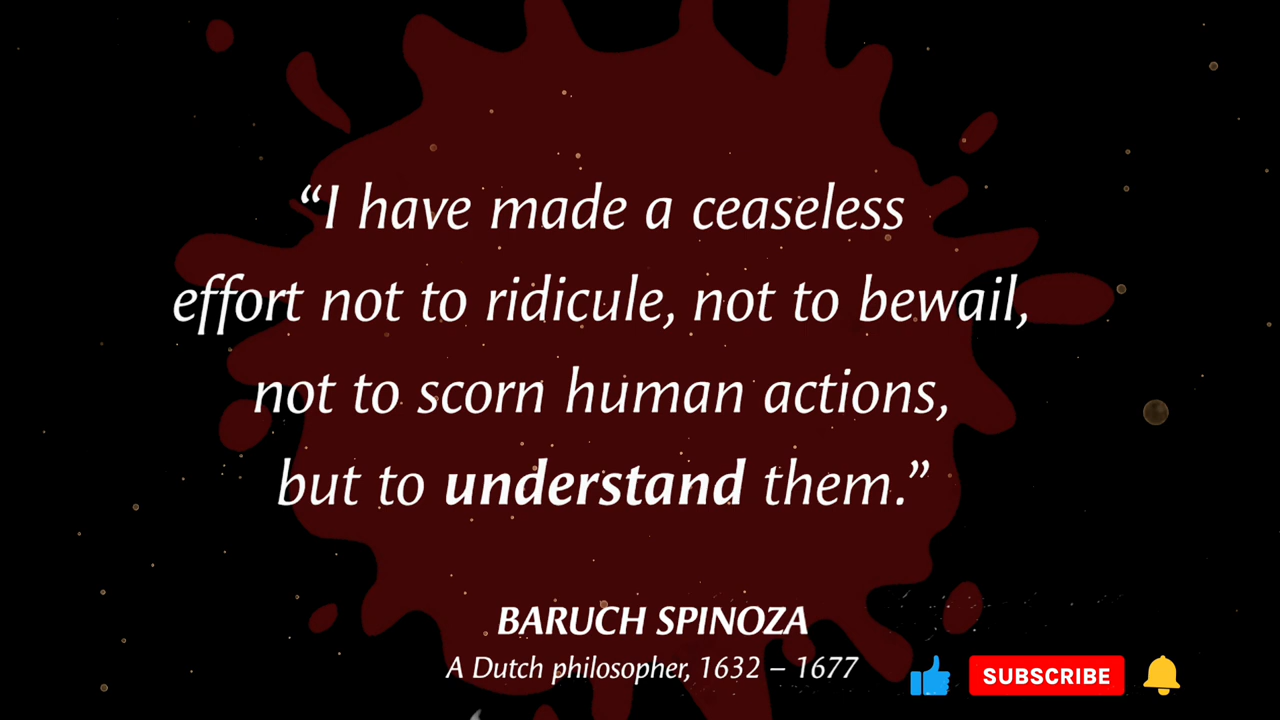 “I have made a ceaseless
effort not to ridicule, not to bewail,
not to scorn human actions,
but to understand them.”
BARUCH SPINOZA
A Dutch philosopher, 1632 – 1677
SUBSCRIBE